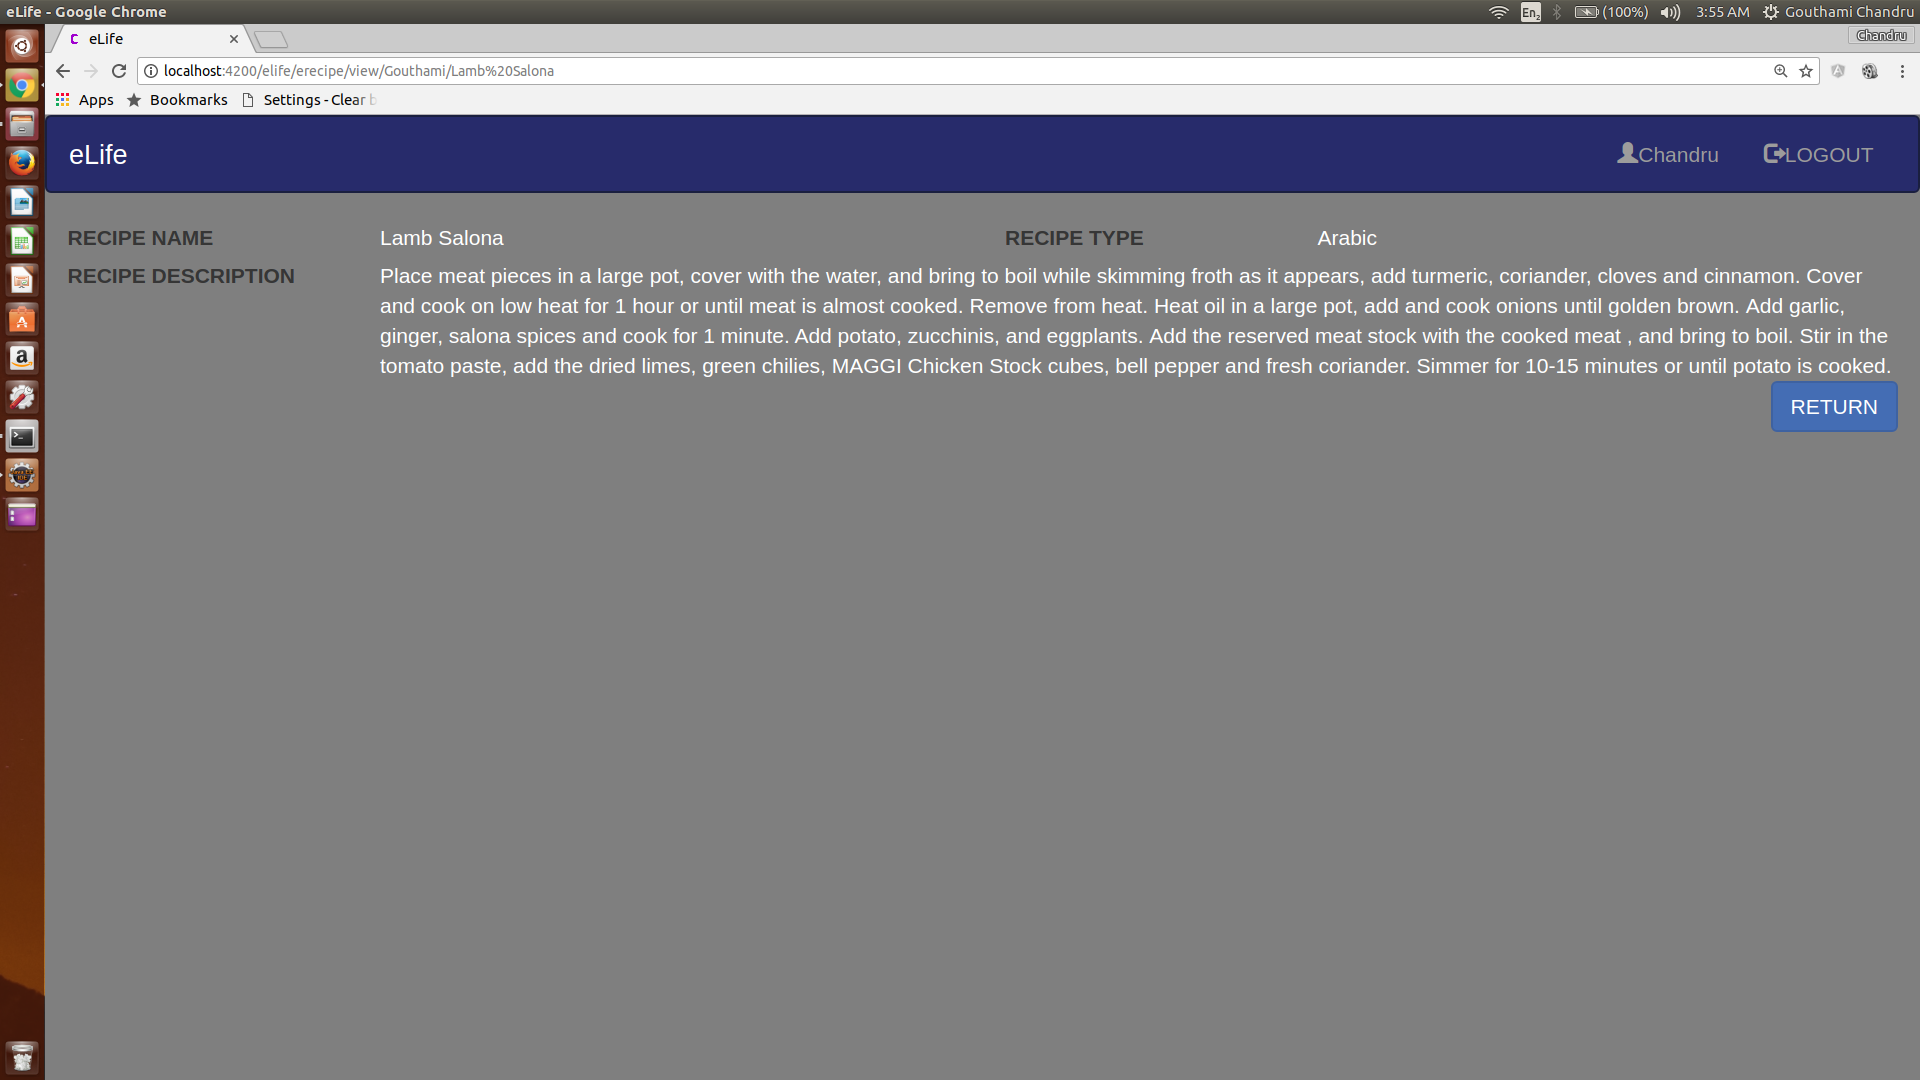 eLife - Google Chrome
En2
(100%)
3:55 AM
Gouthami Chandru
eLife
Chandru
localhost:4200/elife/erecipe/view/Gouthami/Lamb%20Salona
Apps
Bookmarks
Settings - Clear b
eLife
Chandru
LOGOUT
RECIPE NAME
Lamb Salona
RECIPE TYPE
Arabic
RECIPE DESCRIPTION
Place meat pieces in a large pot, cover with the water, and bring to boil while skimming froth as it appears, add turmeric, coriander, cloves and cinnamon. Cover
and cook on low heat for 1 hour or until meat is almost cooked. Remove from heat. Heat oil in a large pot, add and cook onions until golden brown. Add garlic,
ginger, salona spices and cook for 1 minute. Add potato, zucchinis, and eggplants. Add the reserved meat stock with the cooked meat , and bring to boil. Stir in the
tomato paste, add the dried limes, green chilies, MAGGI Chicken Stock cubes, bell pepper and fresh coriander. Simmer for 10-15 minutes or until potato is cooked.
RETURN